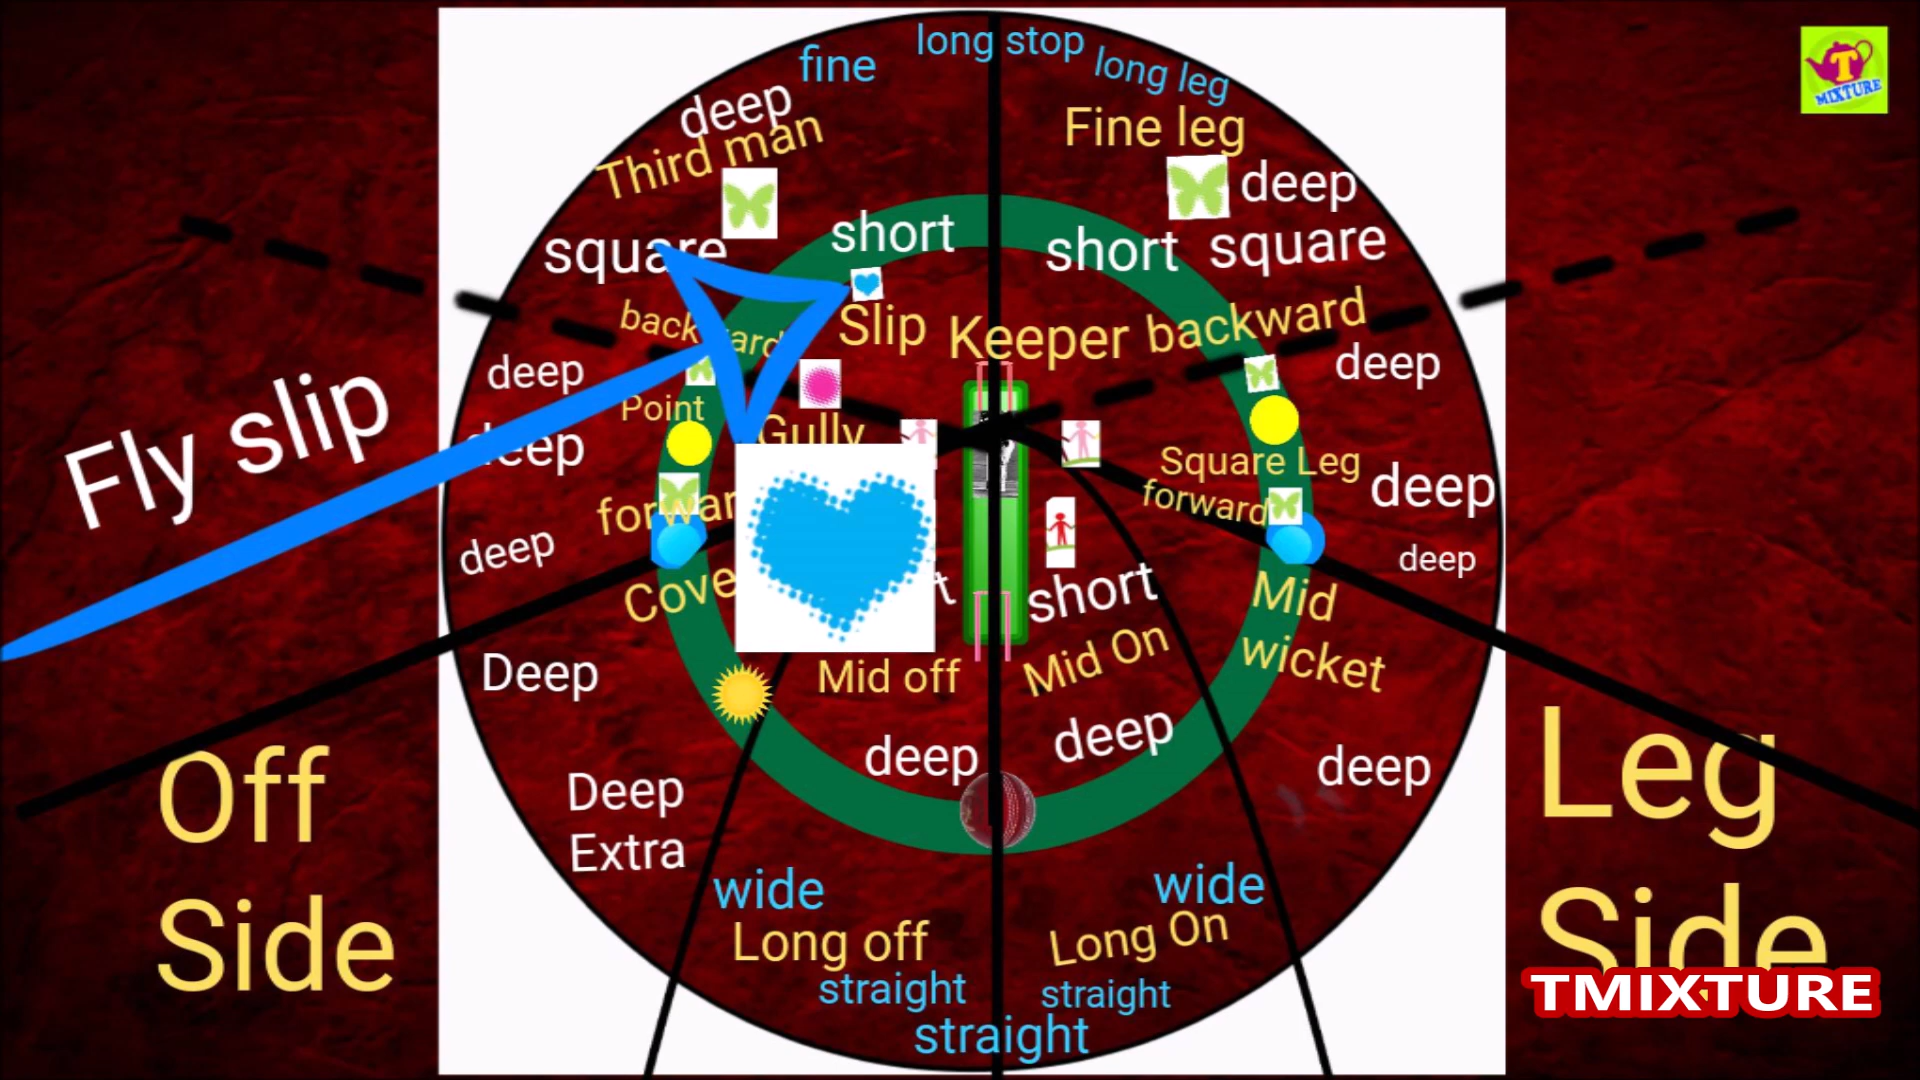 long stop
fine
long leg
deep
Third man
Fine leg
deep
square
short
short
square
backward
Slip
Keeper
backward
Fly slip
deep
deep
Point
deep
Gully
Square Leg
deep
forward
deep
deep
Cover
short
Mid
wicket
Mid off
Mid On
Deep
deep
deep
deep
Off
Side
Leg
Side
Deep
Extra
wide
wide
Long off
Long On
straight
straight
straight
T
MIXTURE
TMIXTURE